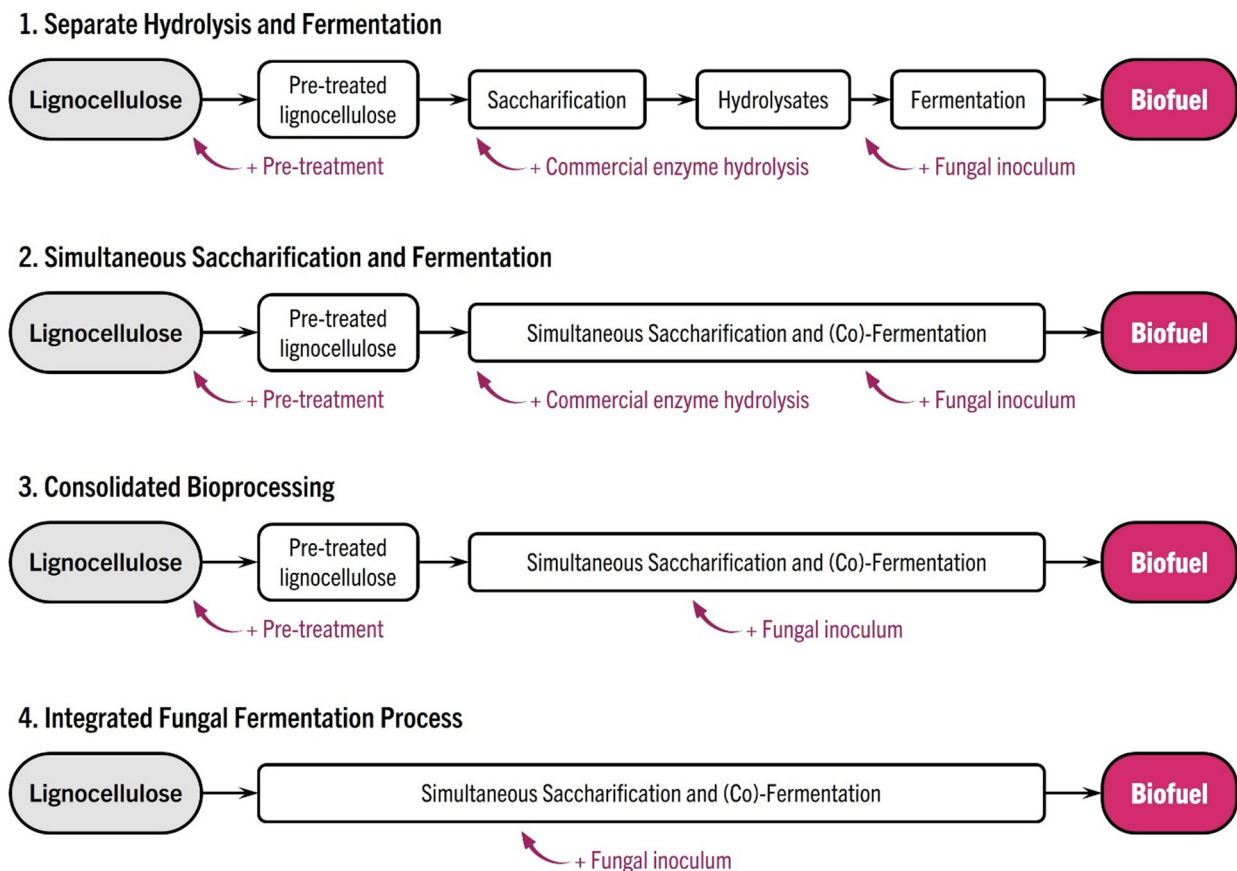 1. Separate Hydrolysis and Fermentation
Lignocellulose
Pre-treated
lignocellulose
Saccharification
Hydrolysates
Fermentation
Biofuel
+ Pre-treatment
+ Commercial enzyme hydrolysis
+ Fungal inoculum
2. Simultaneous Saccharification and Fermentation
Lignocellulose
Pre-treated
lignocellulose
Simultaneous Saccharification and (Co)-Fermentation
Biofuel
+ Pre-treatment
+ Commercial enzyme hydrolysis
+ Fungal inoculum
3. Consolidated Bioprocessing
Lignocellulose
Pre-treated
lignocellulose
Simultaneous Saccharification and (Co)-Fermentation
Biofuel
+ Pre-treatment
+ Fungal inoculum
4. Integrated Fungal Fermentation Process
Lignocellulose
Simultaneous Saccharification and (Co)-Fermentation
Biofuel
+ Fungal inoculum